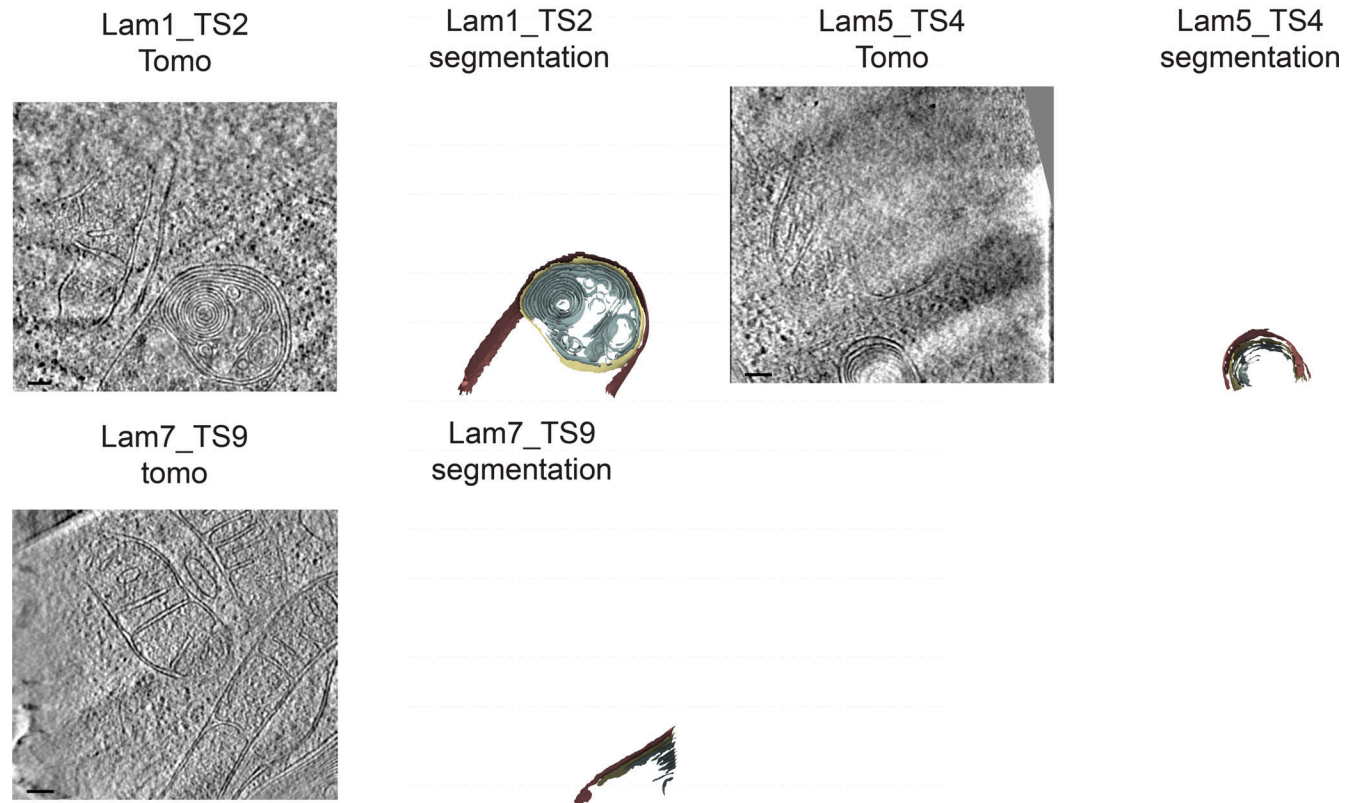 Lam1_TS2
Tomo
Lam1_TS2
segmentation
Lam5_TS4
Tomo
Lam5_TS4
segmentation
Lam7_TS9
tomo
Lam7_TS9
segmentation